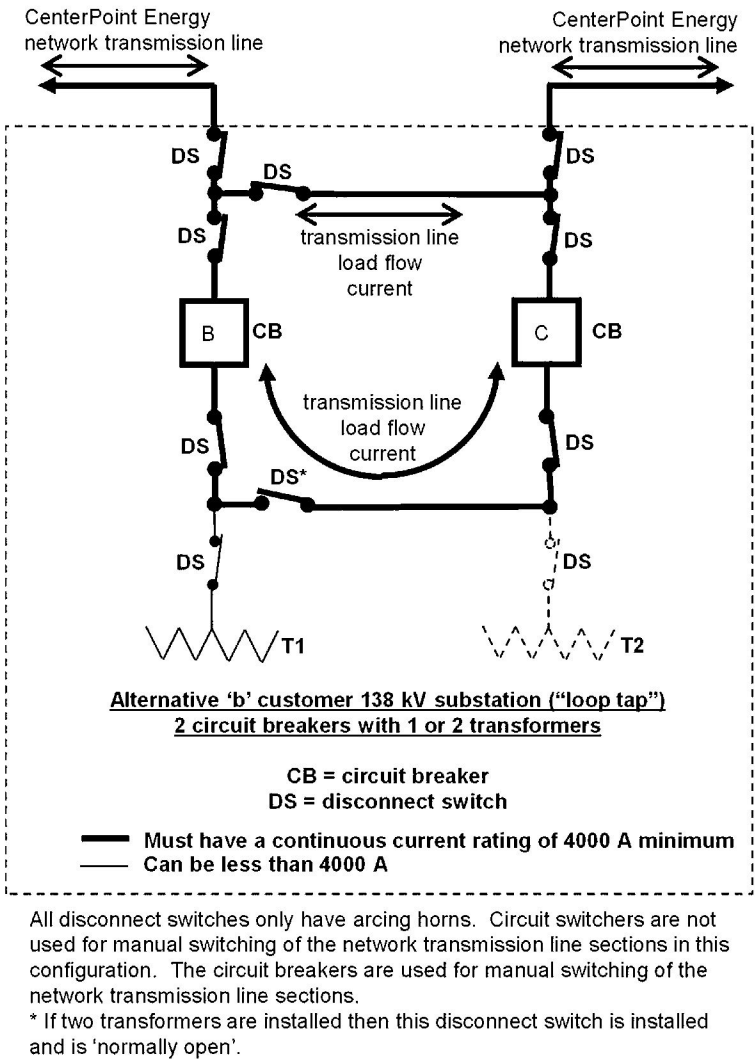 CenterPoint Energy
network transmission line
CenterPoint Energy
network transmission line
DS
DS
DS
DS
DS
transmission line
load flow
current
B
CB
C
CB
transmission line
load flow
current
DS
DS
DS*
DS
DS
T1
T2
Alternative ‘b’ customer 138 kV substation (“loop tap”)
2 circuit breakers with 1 or 2 transformers
CB = circuit breaker
DS = disconnect switch
Must have a continuous current rating of 4000 A minimum
Can be less than 4000 A
All disconnect switches only have arcing horns. Circuit switchers are not
used for manual switching of the network transmission line sections in this
configuration. The circuit breakers are used for manual switching of the
network transmission line sections.
* If two transformers are installed then this disconnect switch is installed
and is ‘normally open’.